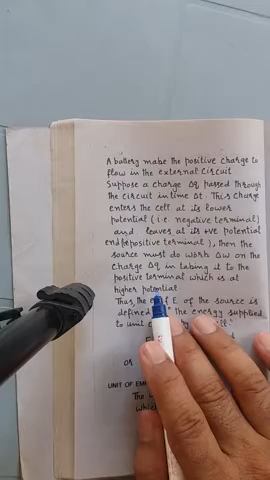 A battery make the positive charge to
flow in the external circuit
Suppose a charge Δq passed through
the circuit in time Δt. This Charge
enters the cell at its lower
potential (i.e. negative terminal)
and leaves at its +ve potential
end (positive terminal), then the
source must do work Δw on
the Charge Δq in taking it to the
positive terminal which is at
higher potential
Thus the E. of the source is
defined "the energy supplied
to unit
or
UNIT OF
The
whi